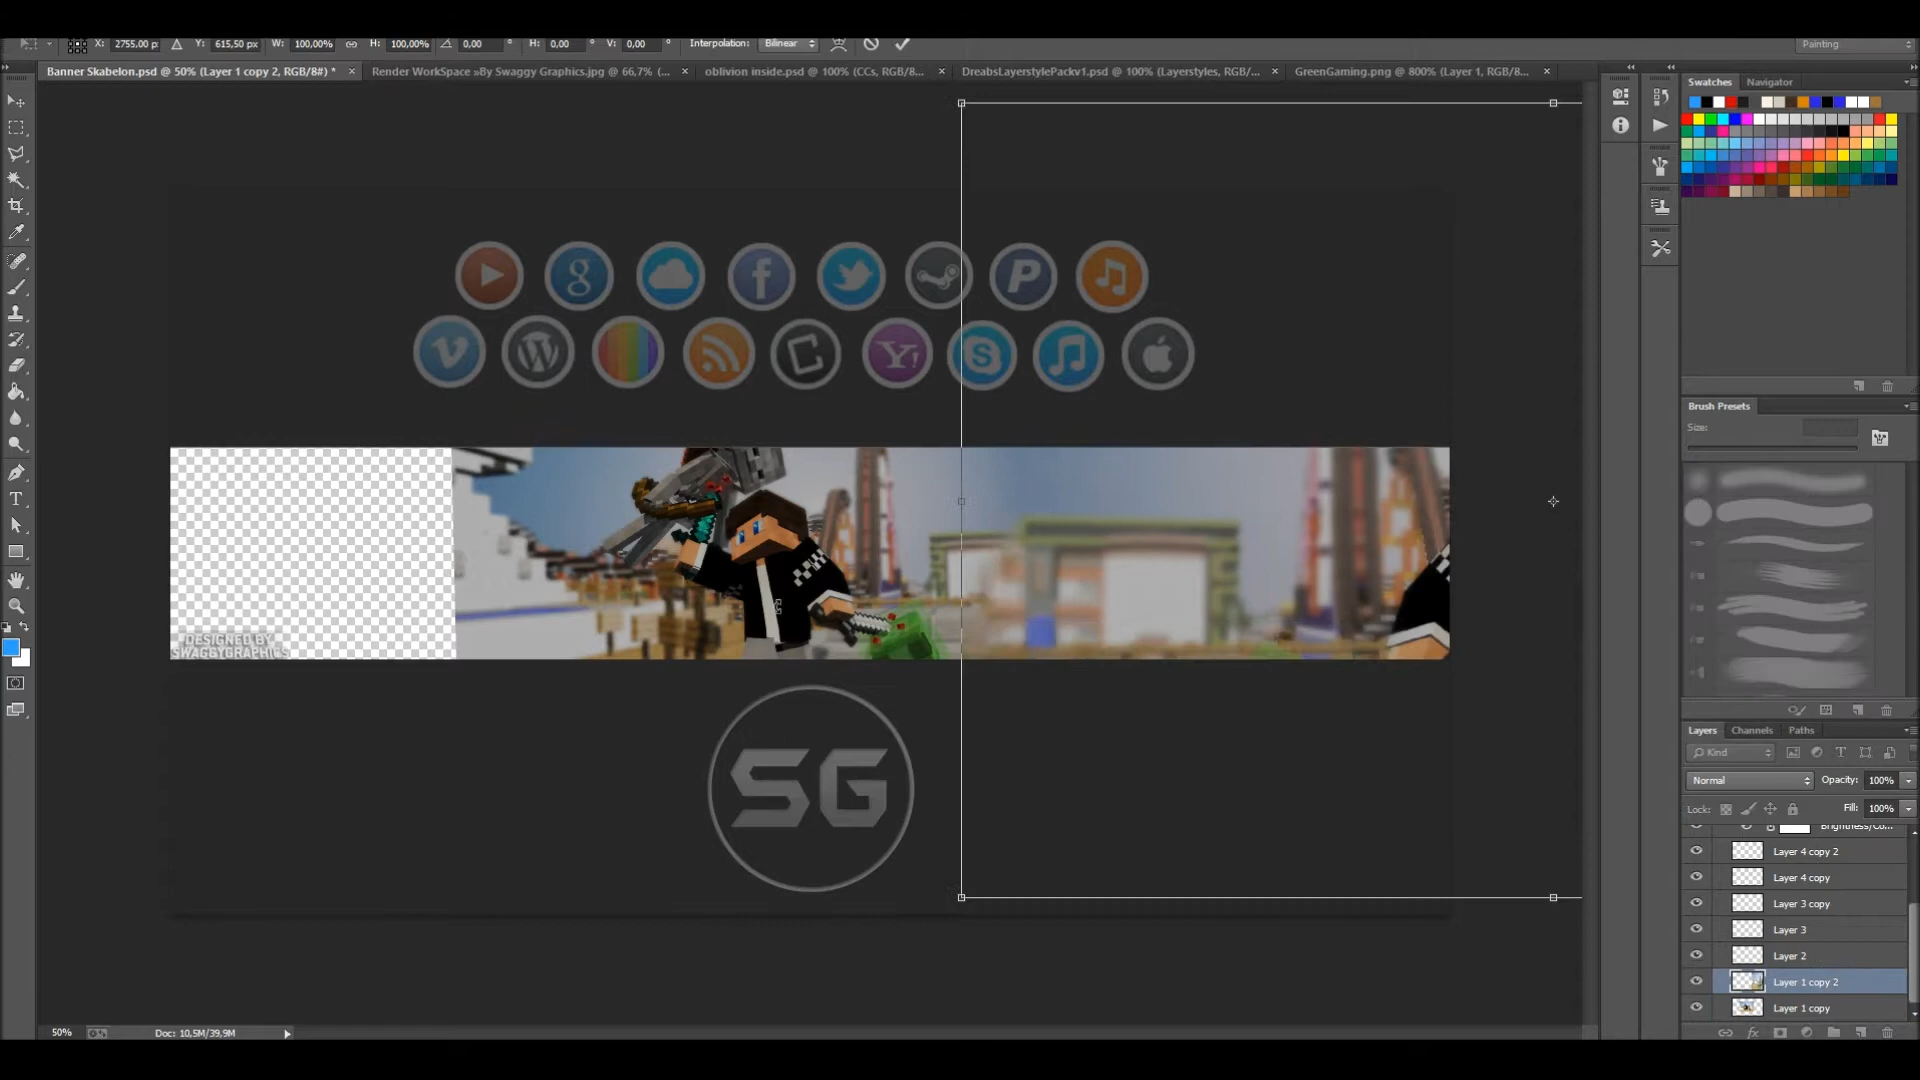 X: 2755,00 p Y: 615,50 px W: 100,00% H: 100,00% 0,00 ° H: 0,00 ° V: 0,00 ° Interpolation: Bilinear Painting
Banner Skabelon.psd @ 50% (Layer 1 copy 2, RGB/8#) * × Render WorkSpace »By Swaggy Graphics.jpg @ 66,7% (... × oblivion inside.psd @ 100% (CCs, RGB/8... × DreabsLayerstylePackv1.psd @ 100% (Layerstyles, RGB/... × GreenGaming.png @ 800% (Layer 1, RGB/8... ×
Swatches Navigator
Brush Presets
Size:
DESIGNED BY
SWAGGYGRAPHICS
SG
Layers Channels Paths
Kind
Normal Opacity: 100%
Lock: Fill: 100%
Brightness/Co...
Layer 4 copy 2
Layer 4 copy
Layer 3 copy
Layer 3
Layer 2
Layer 1 copy 2
Layer 1 copy
50% Doc: 10,5M/39,9M